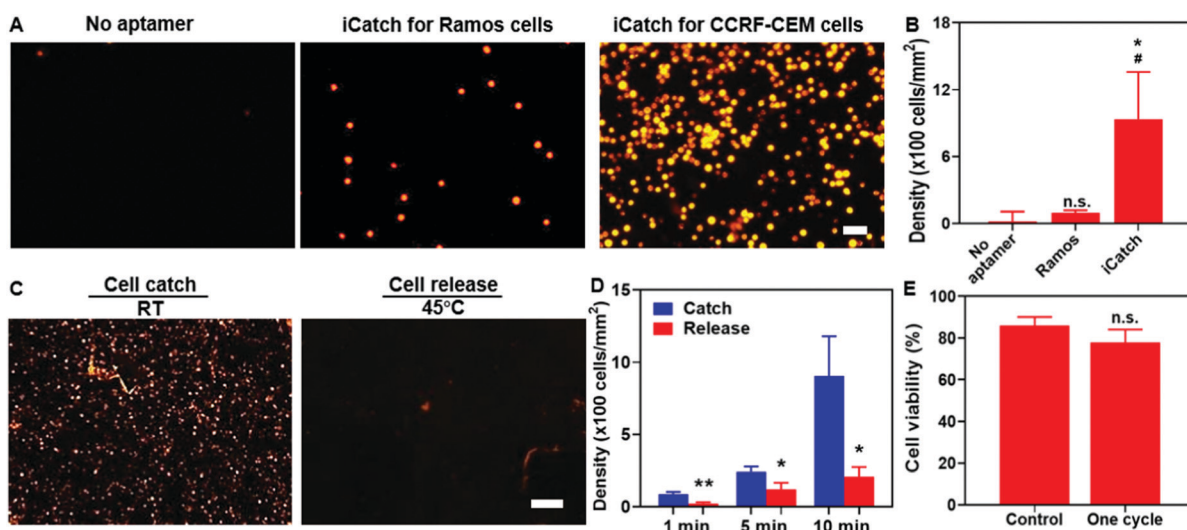 A
No aptamer
iCatch for Ramos cells
iCatch for CCRF-CEM cells
B
Density (x100 cells/mm²)
18
12
6
0
*
#
n.s.
No
aptamer
Ramos
iCatch
C
Cell catch
RT
Cell release
45°C
D
Density (x100 cells/mm²)
15
10
5
0
Catch
Release
**
*
*
1 min
5 min
10 min
E
Cell viability (%)
100
80
60
40
20
0
n.s.
Control
One cycle